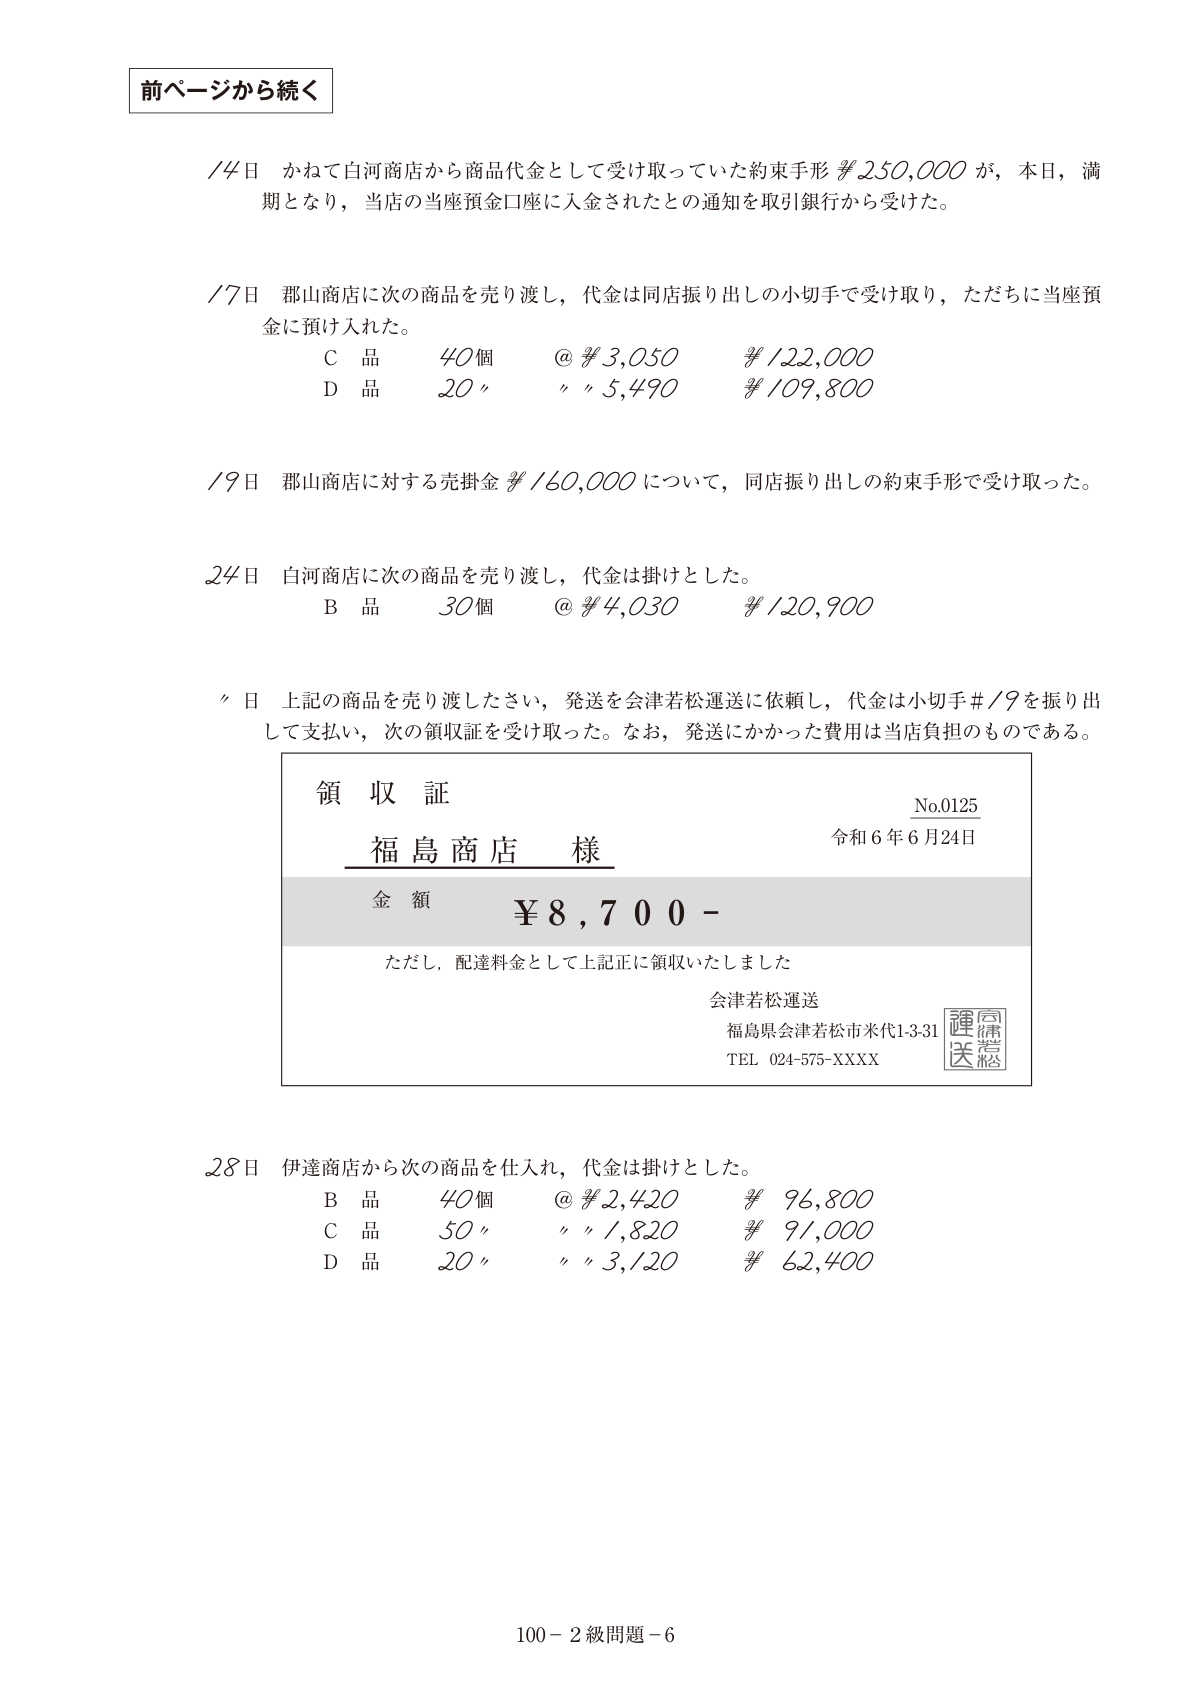 前ページから続く
14日　かねて白河商店から商品代金として受け取っていた約束手形¥250,000が，本日，満
期となり，当店の当座預金口座に入金されたとの通知を取引銀行から受けた。
17日　郡山商店に次の商品を売り渡し，代金は同店振り出しの小切手で受け取り，ただちに当座預
金に預け入れた。
C　品　40個　@¥3,050　¥122,000
D　品　20〃　〃〃5,490　¥109,800
19日　郡山商店に対する売掛金¥160,000について，同店振り出しの約束手形で受け取った。
24日　白河商店に次の商品を売り渡し，代金は掛けとした。
B　品　30個　@¥4,030　¥120,900
〃日　上記の商品を売り渡したさい，発送を会津若松運送に依頼し，代金は小切手＃19を振り出
して支払い，次の領収証を受け取った。なお，発送にかかった費用は当店負担のものである。
領　収　証
No.0125
令和６年６月24日
福島商店　様
金　額　¥8,700-
ただし，配達料金として上記正に領収いたしました
会津若松運送
福島県会津若松市米代1-3-31
TEL 024-575-XXXX
会津若松
運送
28日　伊達商店から次の商品を仕入れ，代金は掛けとした。
B　品　40個　@¥2,420　¥ 96,800
C　品　50〃　〃〃1,820　¥ 91,000
D　品　20〃　〃〃3,120　¥ 62,400
100−２級問題−6